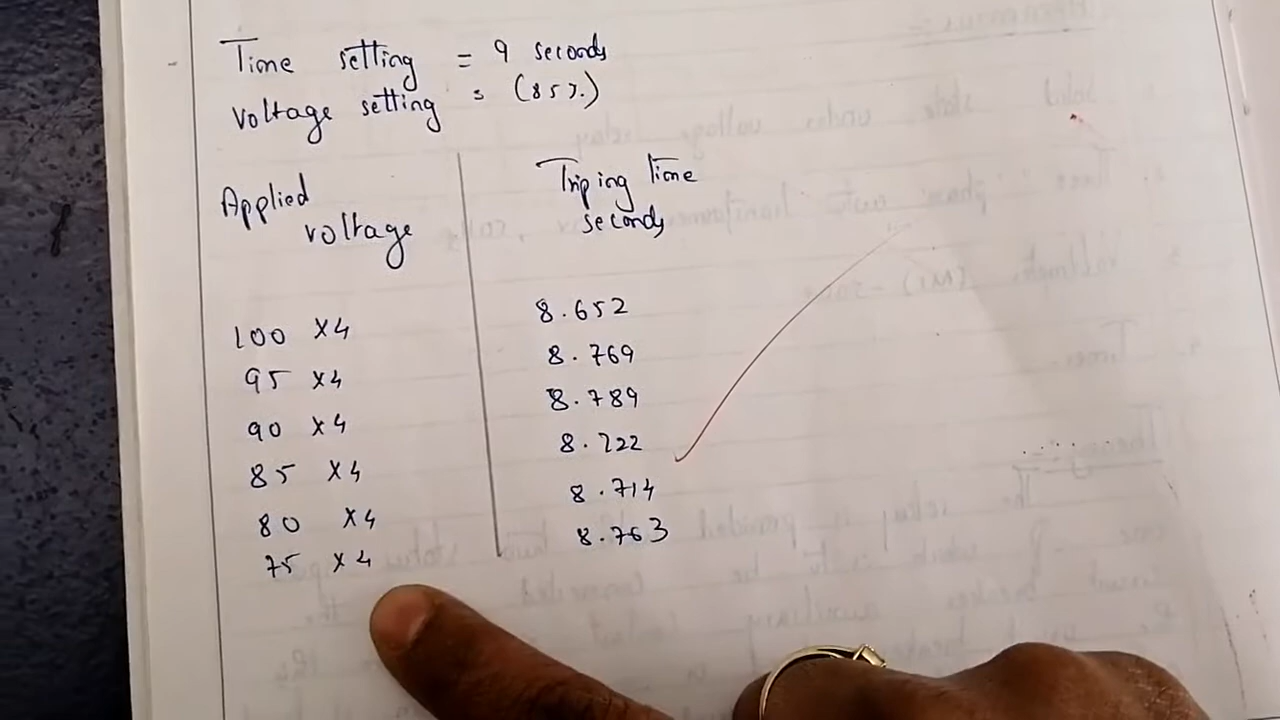 Time setting = 9 seconds
voltage setting = (85%)
Applied voltage
Triping Time seconds
100 x4 8.652
95 x4 8.769
90 x4 8.789
85 x4 8.722
80 x4 8.714
75 x4 8.763